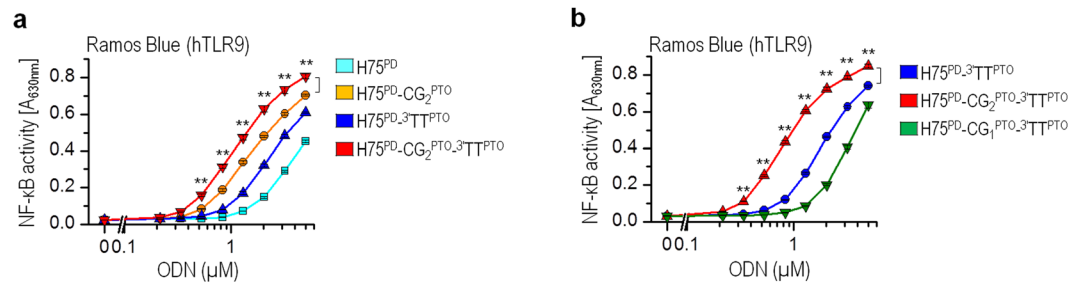 a
Ramos Blue (hTLR9)
**
**
**
**
**
**
NF-κB activity [A630nm]
0.8
0.6
0.4
0.2
0.0
0 0.1 1
ODN (μM)
H75PD
H75PD-CG2PTO
H75PD-3'TTPTO
H75PD-CG2PTO-3'TTPTO
b
Ramos Blue (hTLR9)
**
**
**
**
**
**
**
NF-κB activity [A630nm]
0.8
0.6
0.4
0.2
0.0
0 0.1 1
ODN (μM)
H75PD-3'TTPTO
H75PD-CG2PTO-3'TTPTO
H75PD-CG1PTO-3'TTPTO